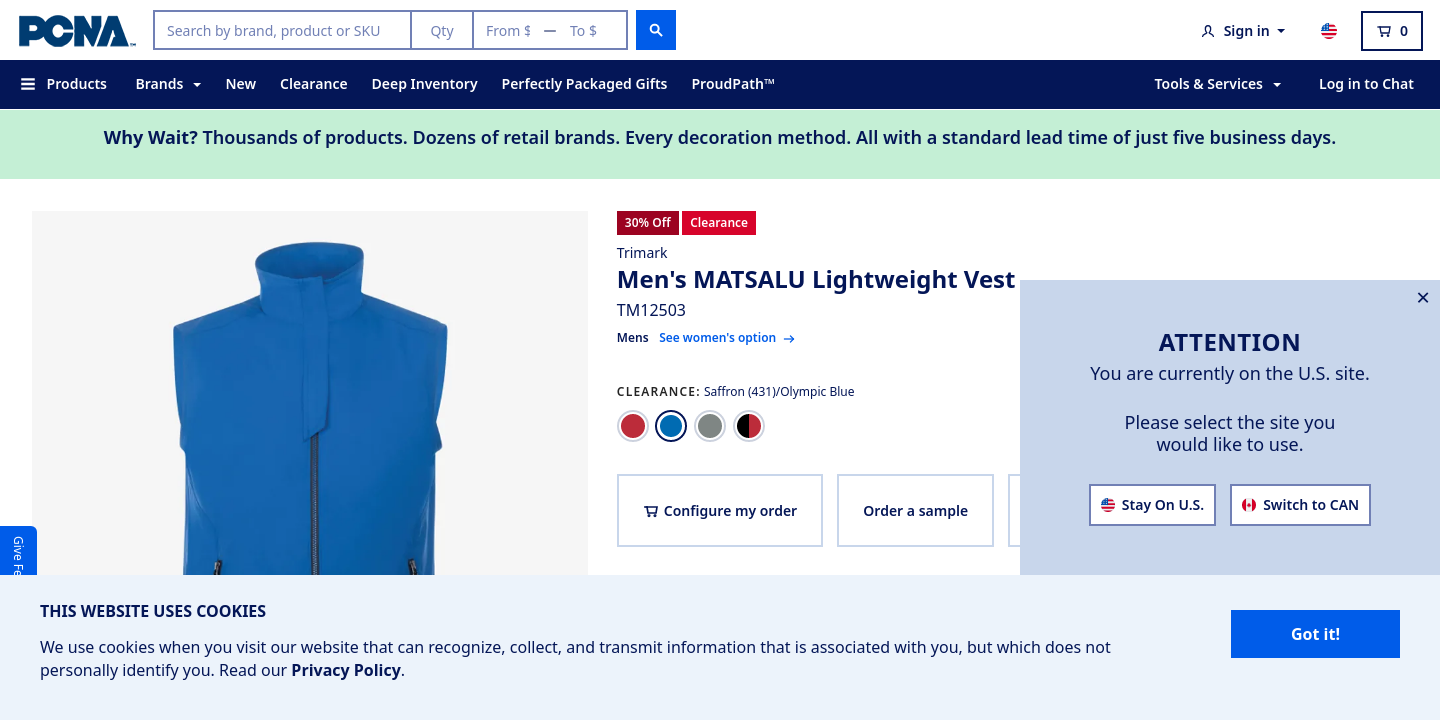 PCNA™
Search by brand, product or SKU
Qty
From $ — To $
Sign in
0
Products
Brands
New
Clearance
Deep Inventory
Perfectly Packaged Gifts
ProudPath™
Tools & Services
Log in to Chat
Why Wait? Thousands of products. Dozens of retail brands. Every decoration method. All with a standard lead time of just five business days.
30% Off
Clearance
Trimark
Men's MATSALU Lightweight Vest
TM12503
Mens See women's option
CLEARANCE: Saffron (431)/Olympic Blue
Configure my order
Order a sample
ATTENTION
You are currently on the U.S. site.
Please select the site you
would like to use.
Stay On U.S.
Switch to CAN
Give
THIS WEBSITE USES COOKIES
We use cookies when you visit our website that can recognize, collect, and transmit information that is associated with you, but which does not
personally identify you. Read our Privacy Policy.
Got it!